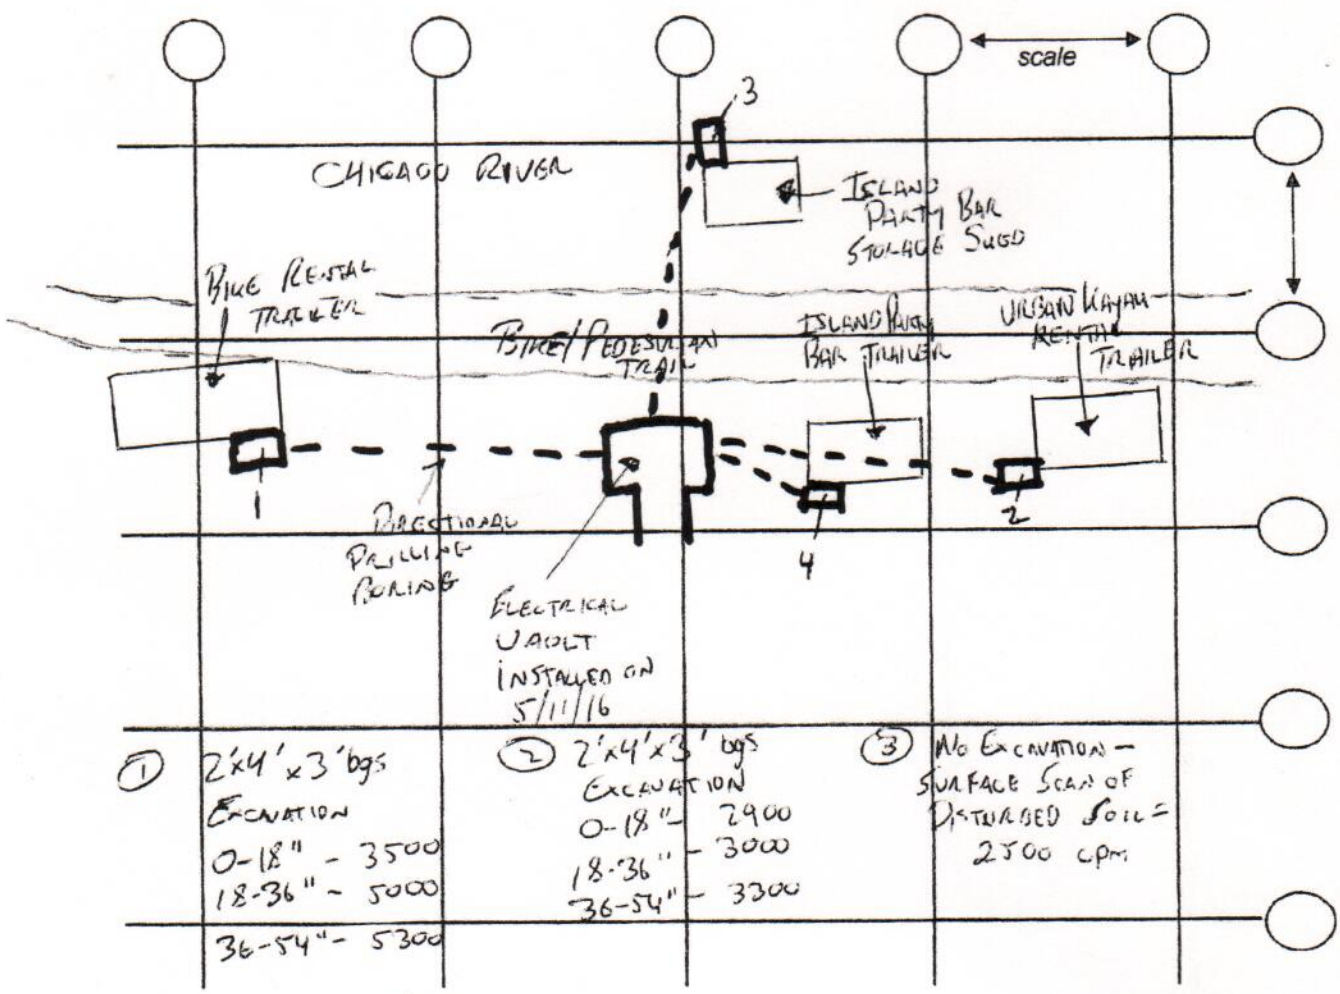 scale
3
CHICAGO RIVER
ISLAND
PARTY BAR
STORAGE SHED
BIKE RENTAL
TRAILER
BIKE/PEDESTRIAN
TRAIL
ISLAND PARTY
BAR TRAILER
URBAN KAYAK
RENTAL
TRAILER
1
4
2
DIRECTIONAL
DRILLING
BORING
ELECTRICAL
VAULT
INSTALLED ON
5/11/16
① 2'x4'x3' bgs
EXCAVATION
0-18" - 3500
18-36" - 5000
36-54" - 5300
② 2'x4'x3' bgs
EXCAVATION
0-18" - 2900
18-36" - 3000
36-54" - 3300
③ NO EXCAVATION -
SURFACE SCAN OF
DISTURBED SOIL =
2500 cpm